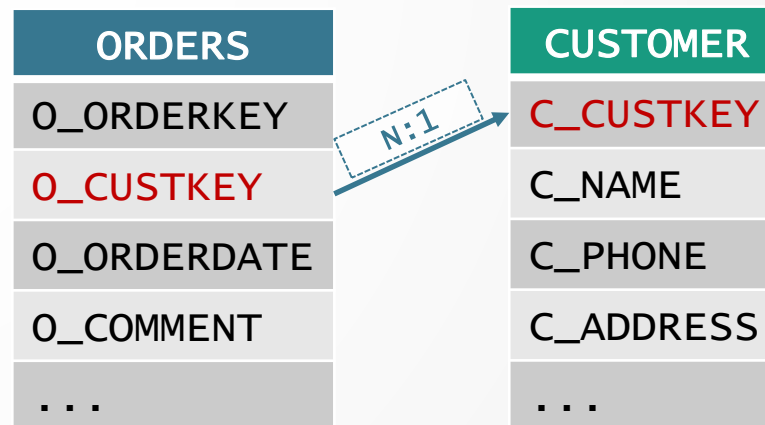 ORDERS
O_ORDERKEY
O_CUSTKEY
O_ORDERDATE
O_COMMENT
...
N:1
CUSTOMER
C_CUSTKEY
C_NAME
C_PHONE
C_ADDRESS
...